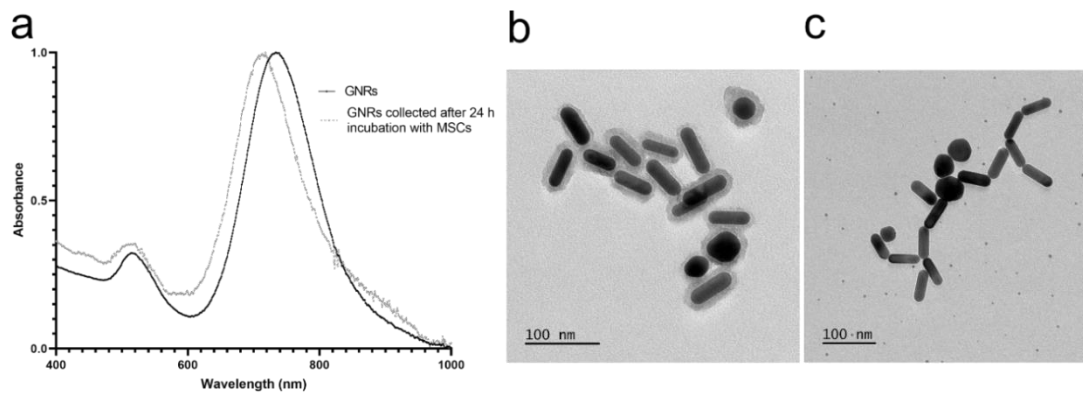 a
b
c
1.0
0.5
0.0
Absorbance
400
600
800
1000
Wavelength (nm)
GNRs
GNRs collected after 24 h
incubation with MSCs
100 nm
100 nm